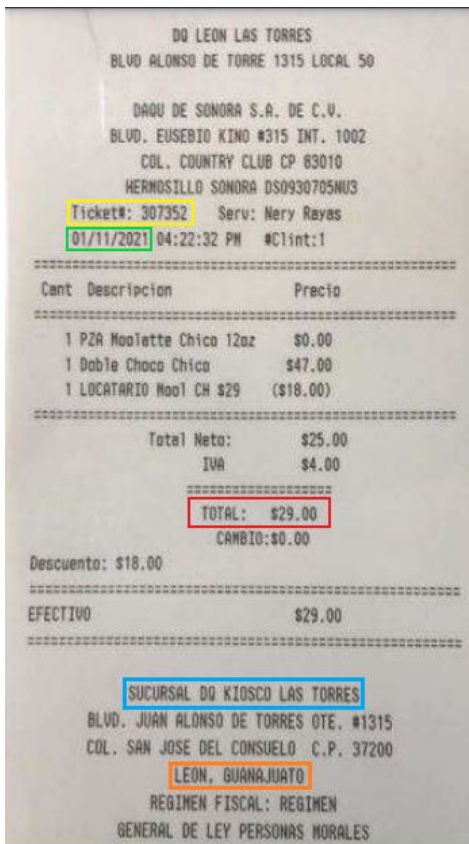 DQ LEON LAS TORRES
BLVD ALONSO DE TORRE 1315 LOCAL 50
DAQU DE SONORA S.A. DE C.V.
BLVD. EUSEBIO KINO #315 INT. 1002
COL. COUNTRY CLUB CP 83010
HERMOSILLO SONORA DSO930705NU3
Ticket#: 307352 Serv: Nery Rayas
01/11/2021 04:22:32 PM #Clint:1
Cant Descripcion Precio
1 PZA Moolatte Chico 12oz $0.00
1 Doble Choco Chico $47.00
1 LOCATARIO Mool CH $29 ($18.00)
Total Neto: $25.00
IVA $4.00
TOTAL: $29.00
CAMBIO:$0.00
Descuento: $18.00
EFECTIVO $29.00
SUCURSAL DQ KIOSCO LAS TORRES
BLVD. JUAN ALONSO DE TORRES OTE. #1315
COL. SAN JOSE DEL CONSUELO C.P. 37200
LEON, GUANAJUATO
REGIMEN FISCAL: REGIMEN
GENERAL DE LEY PERSONAS MORALES